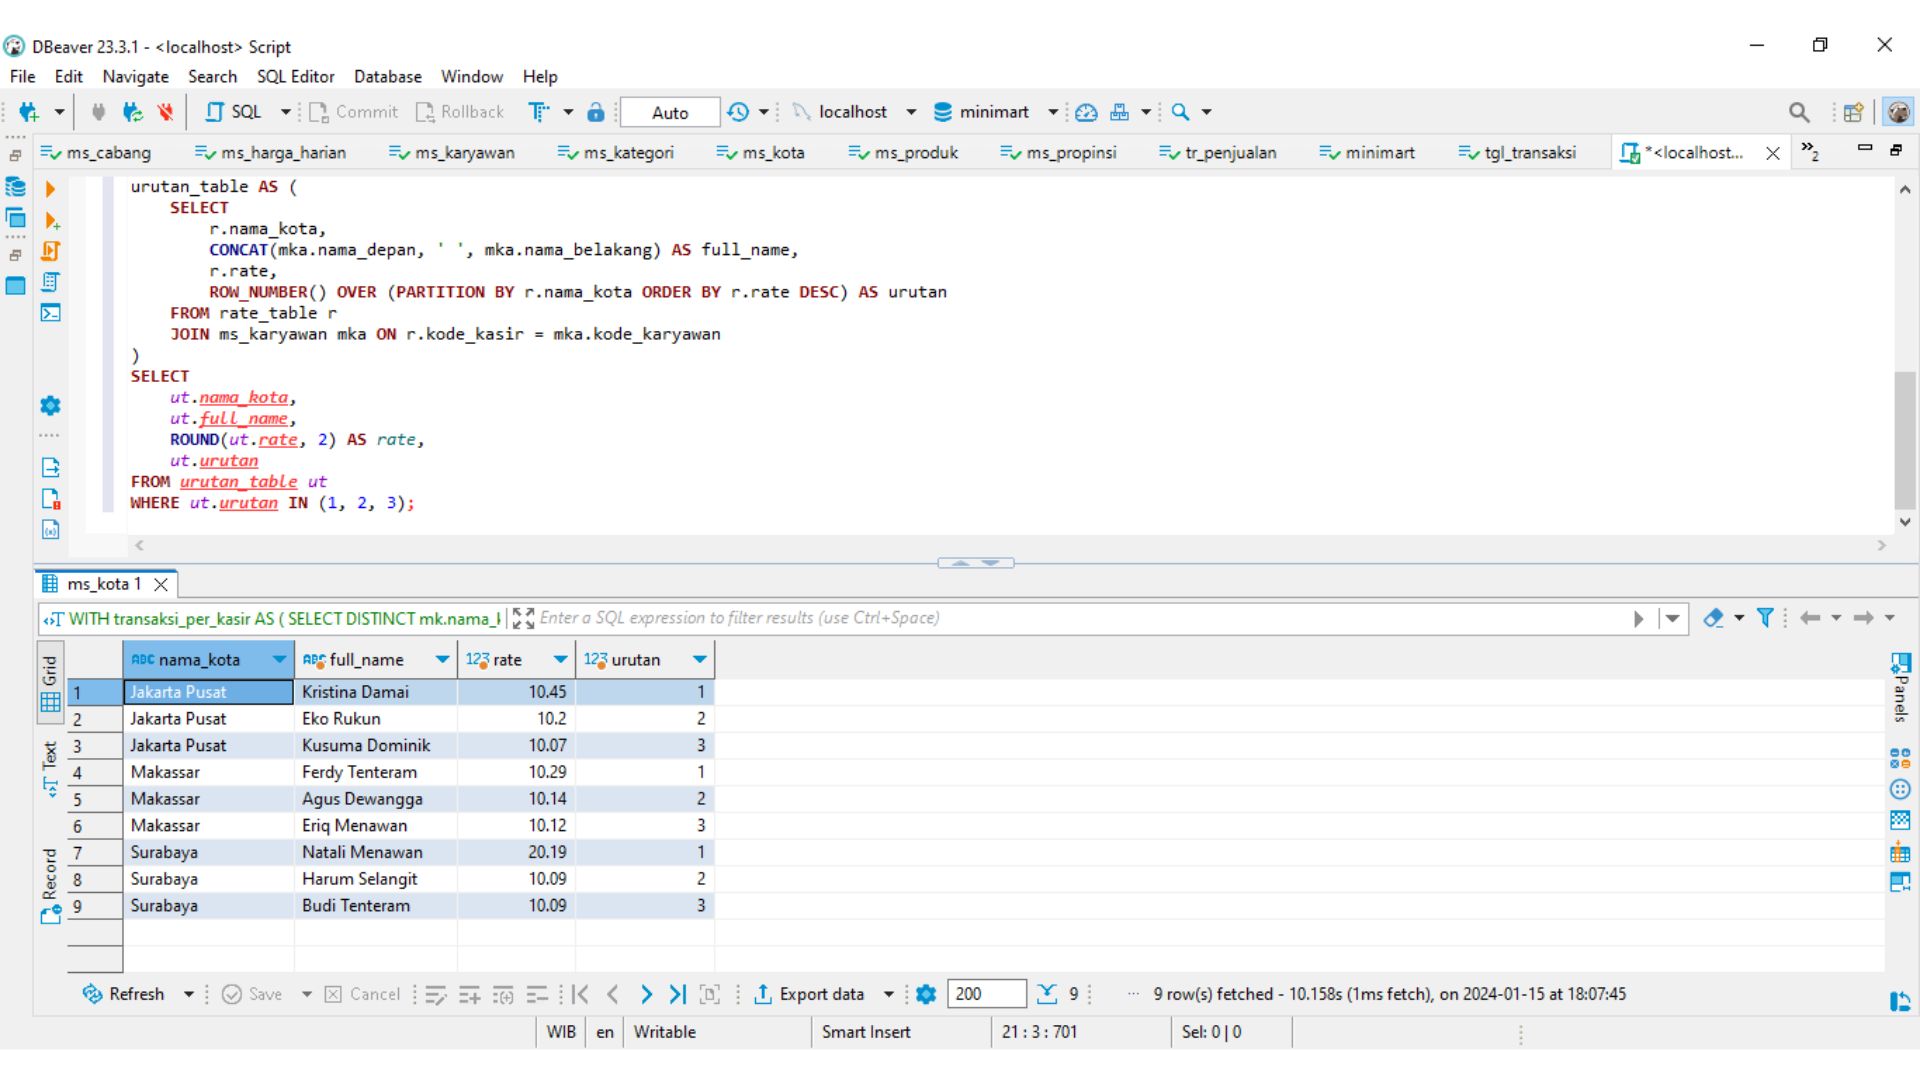 DBeaver 23.3.1 - <localhost> Script
File Edit Navigate Search SQL Editor Database Window Help
SQL Commit Rollback Auto localhost minimart
ms_cabang ms_harga_harian ms_karyawan ms_kategori ms_kota ms_produk ms_propinsi tr_penjualan minimart tgl_transaksi *<localhost... »2
urutan_table AS (
SELECT
r.nama_kota,
CONCAT(mka.nama_depan, ' ', mka.nama_belakang) AS full_name,
r.rate,
ROW_NUMBER() OVER (PARTITION BY r.nama_kota ORDER BY r.rate DESC) AS urutan
FROM rate_table r
JOIN ms_karyawan mka ON r.kode_kasir = mka.kode_karyawan
)
SELECT
ut.nama_kota,
ut.full_name,
ROUND(ut.rate, 2) AS rate,
ut.urutan
FROM urutan_table ut
WHERE ut.urutan IN (1, 2, 3);
ms_kota 1
WITH transaksi_per_kasir AS ( SELECT DISTINCT mk.nama_ Enter a SQL expression to filter results (use Ctrl+Space)
Grid
Text
Record
Panels
ABC nama_kota ABC full_name 123 rate 123 urutan
1 Jakarta Pusat Kristina Damai 10.45 1
2 Jakarta Pusat Eko Rukun 10.2 2
3 Jakarta Pusat Kusuma Dominik 10.07 3
4 Makassar Ferdy Tenteram 10.29 1
5 Makassar Agus Dewangga 10.14 2
6 Makassar Eriq Menawan 10.12 3
7 Surabaya Natali Menawan 20.19 1
8 Surabaya Harum Selangit 10.09 2
9 Surabaya Budi Tenteram 10.09 3
Refresh Save Cancel Export data 200 9 ... 9 row(s) fetched - 10.158s (1ms fetch), on 2024-01-15 at 18:07:45
WIB en Writable Smart Insert 21 : 3 : 701 Sel: 0 | 0